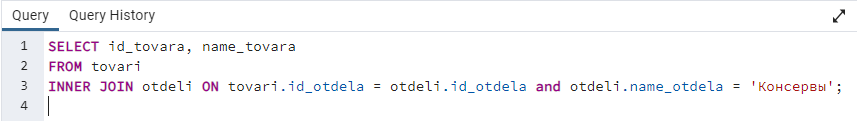 Query Query History
1 SELECT id_tovara, name_tovara
2 FROM tovari
3 INNER JOIN otdeli ON tovari.id_otdela = otdeli.id_otdela and otdeli.name_otdela = 'Консервы';
4